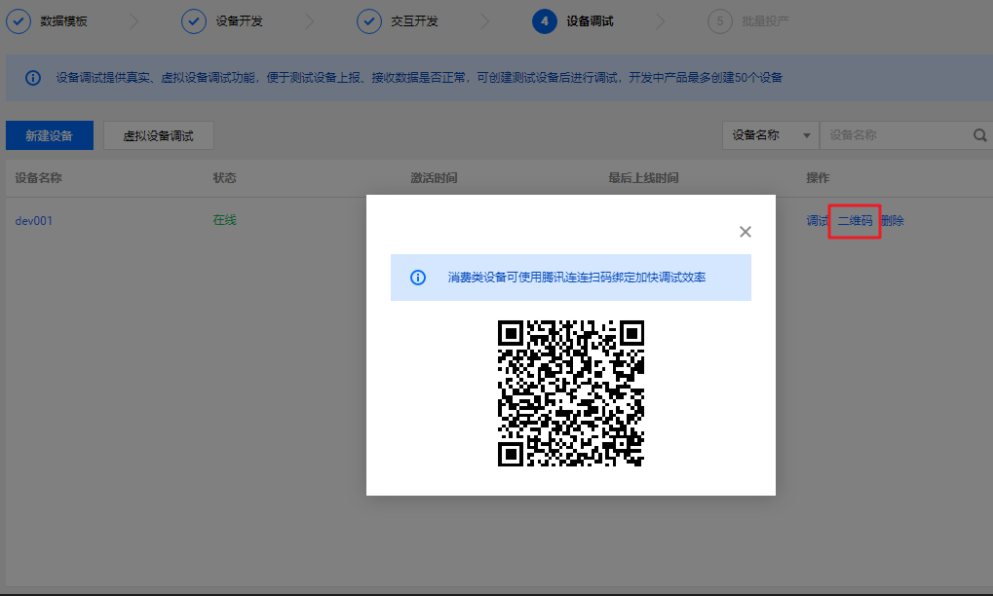 数据模板 设备开发 交互开发 4 设备调试 5 批量投产
设备调试提供真实、虚拟设备调试功能，便于测试设备上报、接收数据是否正常，可创建测试设备后进行调试，开发中产品最多创建50个设备
新建设备 虚拟设备调试 设备名称 设备名称
设备名称 状态 激活时间 最后上线时间 操作
dev001 在线 调试 二维码 删除
消费类设备可使用腾讯连连扫码绑定加快调试效率